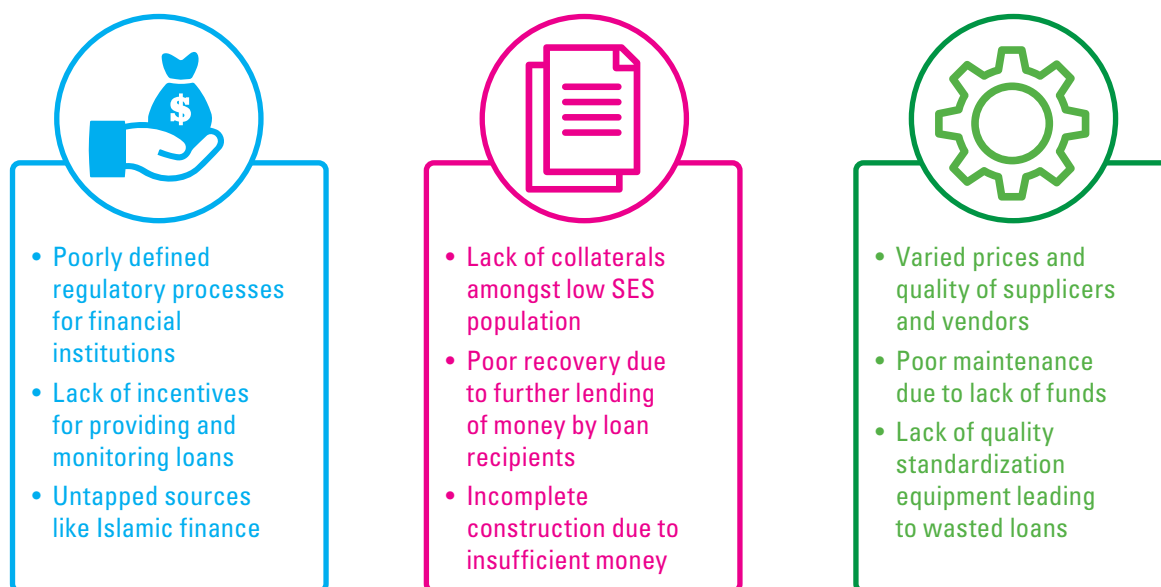 $
• Poorly defined
regulatory processes
for financial
institutions
• Lack of incentives
for providing and
monitoring loans
• Untapped sources
like Islamic finance
• Lack of collaterals
amongst low SES
population
• Poor recovery due
to further lending
of money by loan
recipients
• Incomplete
construction due to
insufficient money
• Varied prices and
quality of supplicers
and vendors
• Poor maintenance
due to lack of funds
• Lack of quality
standardization
equipment leading
to wasted loans